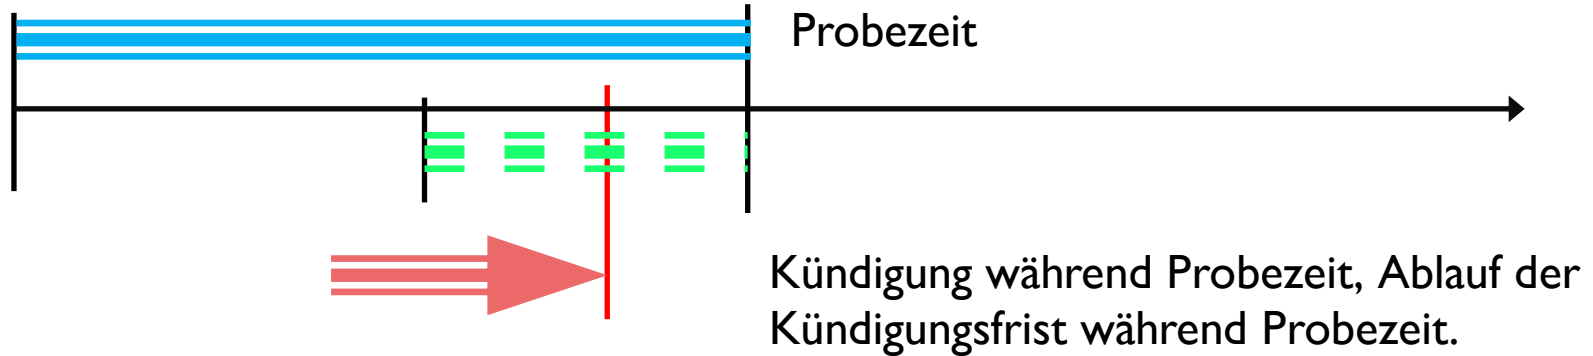 Probezeit
Kündigung während Probezeit, Ablauf der
Kündigungsfrist während Probezeit.